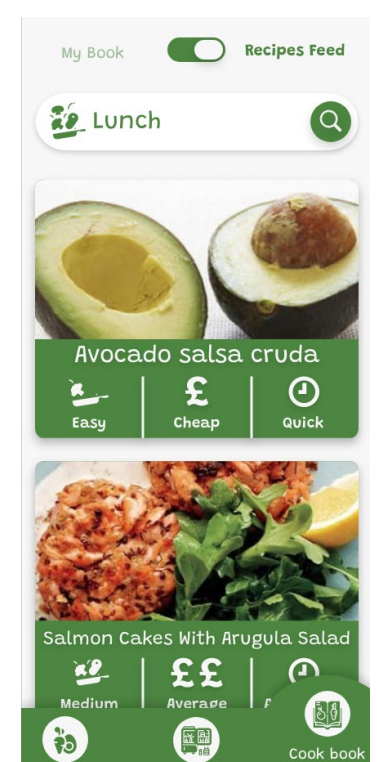 My Book Recipes Feed
Lunch
Avocado salsa cruda
£
Easy Cheap Quick
Salmon Cakes With Arugula Salad
££
Medium Average
Cook book